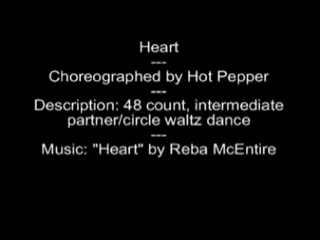 Heart
---
Choreographed by Hot Pepper
---
Description: 48 count, intermediate
partner/circle waltz dance
---
Music: "Heart" by Reba McEntire